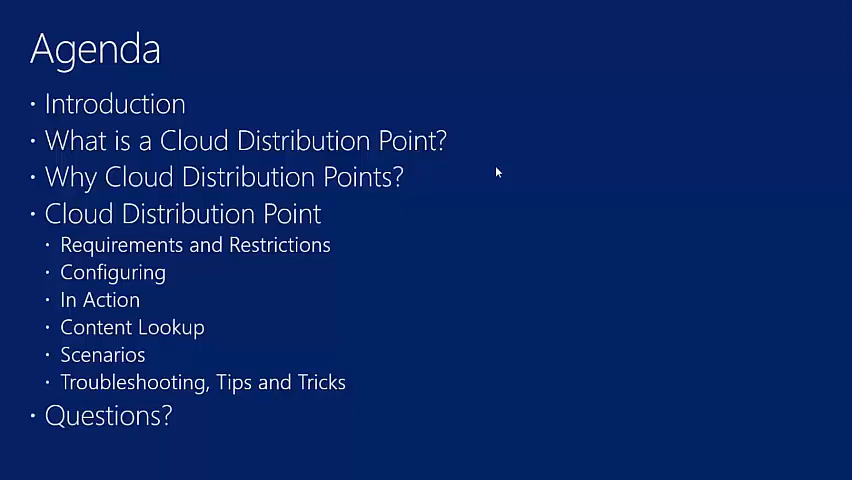 Agenda
· Introduction
· What is a Cloud Distribution Point?
· Why Cloud Distribution Points?
· Cloud Distribution Point
· Requirements and Restrictions
· Configuring
· In Action
· Content Lookup
· Scenarios
· Troubleshooting, Tips and Tricks
· Questions?